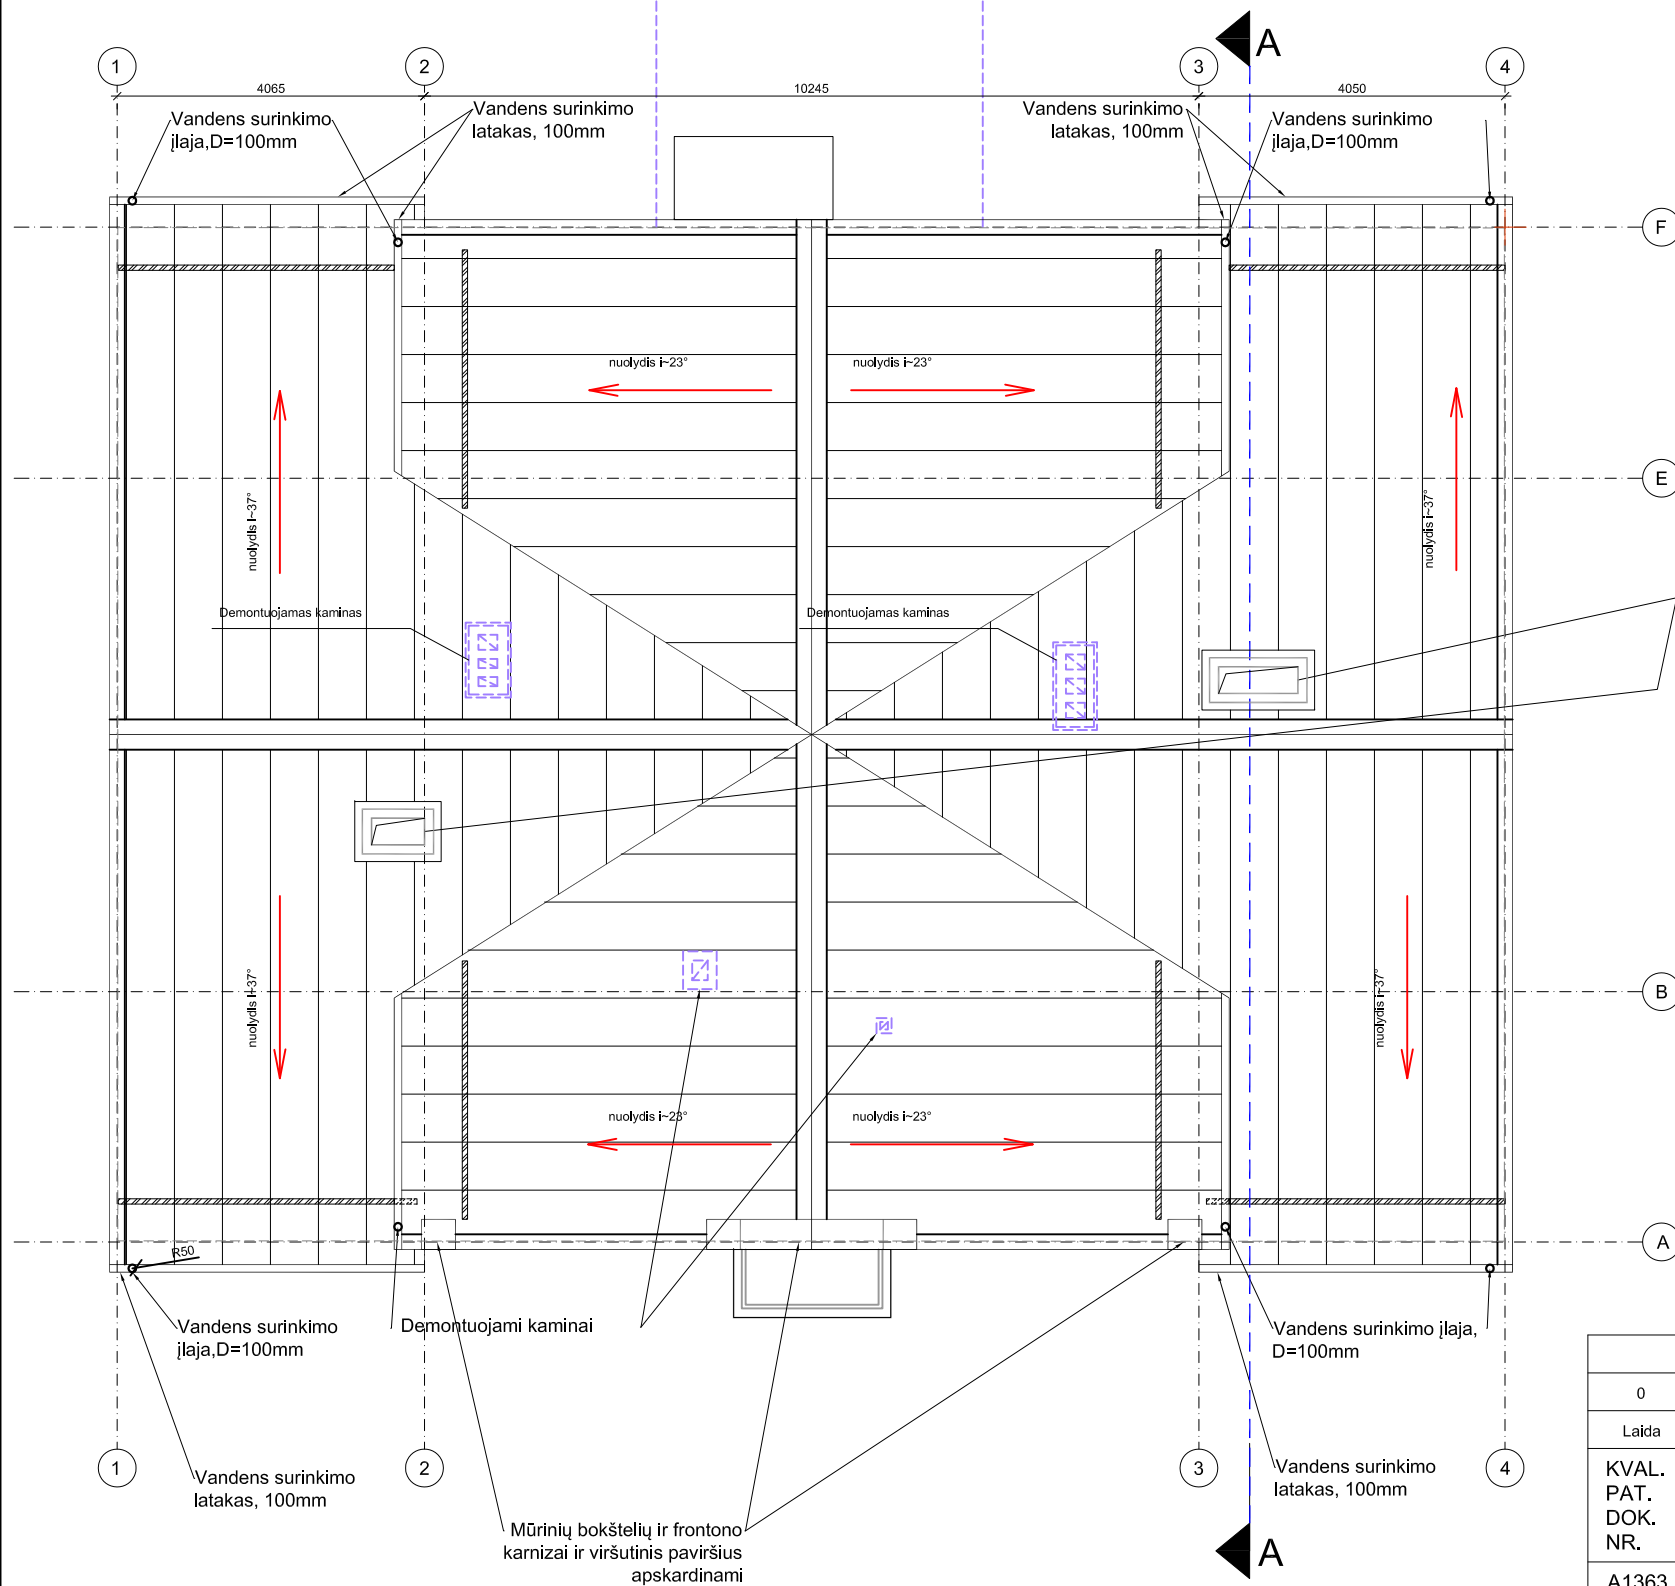 A
1
2
3
4
4065
10245
4050
Vandens surinkimo
įlaja,D=100mm
Vandens surinkimo
latakas, 100mm
Vandens surinkimo
latakas, 100mm
Vandens surinkimo
įlaja,D=100mm
F
nuolydis i~23°
nuolydis i~23°
E
nuolydis i~37°
nuolydis i~37°
Demontuojamas kaminas
Demontuojamas kaminas
nuolydis i~37°
nuolydis i~37°
B
nuolydis i~23°
nuolydis i~23°
A
R50
Vandens surinkimo
įlaja,D=100mm
Demontuojami kaminai
Vandens surinkimo įlaja,
D=100mm
0
Laida
1
2
3
4
Vandens surinkimo
latakas, 100mm
Vandens surinkimo
latakas, 100mm
KVAL.
PAT.
DOK.
NR.
Mūrinių bokštelių ir frontono
karnizai ir viršutinis paviršius
apskardinami
A
A1363